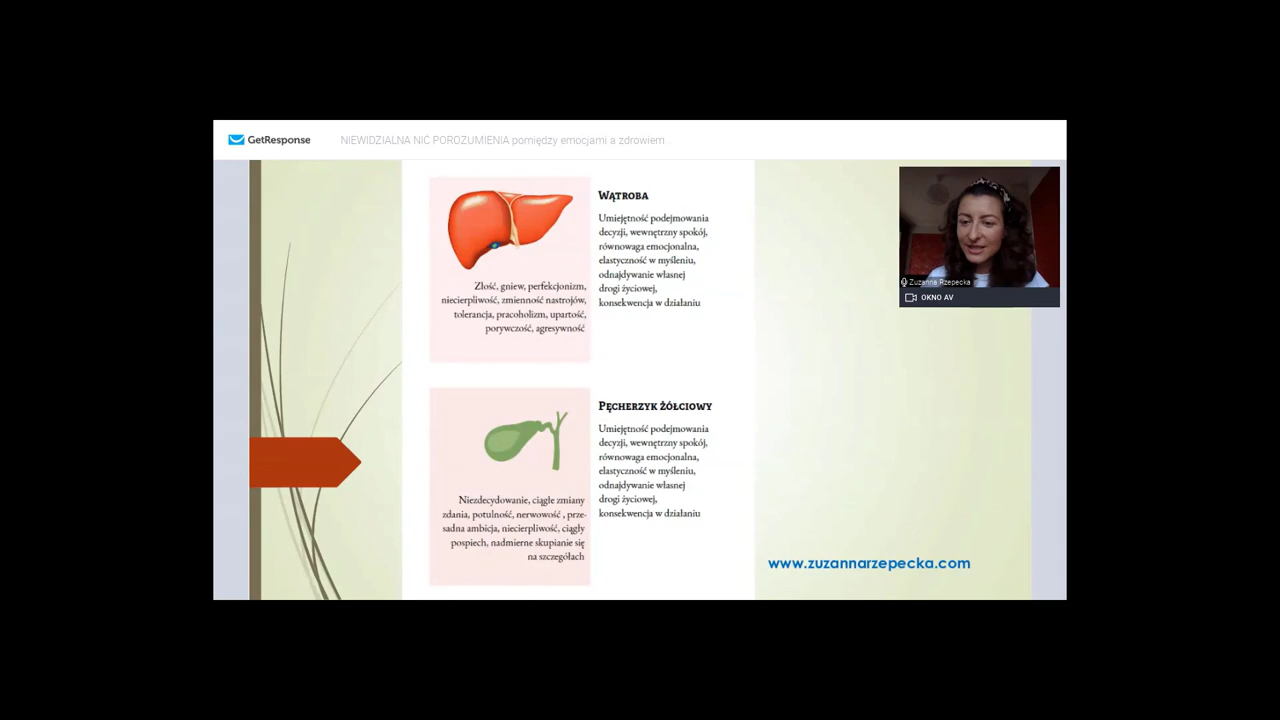 GetResponse
NIEWIDZIALNA NIĆ POROZUMIENIA pomiędzy emocjami a zdrowiem
WĄTROBA
Umiejętność podejmowania
decyzji, wewnętrzny spokój,
równowaga emocjonalna,
elastyczność w myśleniu,
odnajdywanie własnej
drogi życiowej,
konsekwencja w działaniu
Złość, gniew, perfekcjonizm,
niecierpliwość, zmienność nastrojów,
tolerancja, pracoholizm, upartość,
porywczość, agresywność
Zuzanna Rzepecka
OKNO AV
PĘCHERZYK ŻÓŁCIOWY
Umiejętność podejmowania
decyzji, wewnętrzny spokój,
równowaga emocjonalna,
elastyczność w myśleniu,
odnajdywanie własnej
drogi życiowej,
konsekwencja w działaniu
Niezdecydowanie, ciągłe zmiany
zdania, potulność, nerwowość , prze-
sadna ambicja, niecierpliwość, ciągły
pospiech, nadmierne skupianie się
na szczegółach
www.zuzannarzepecka.com